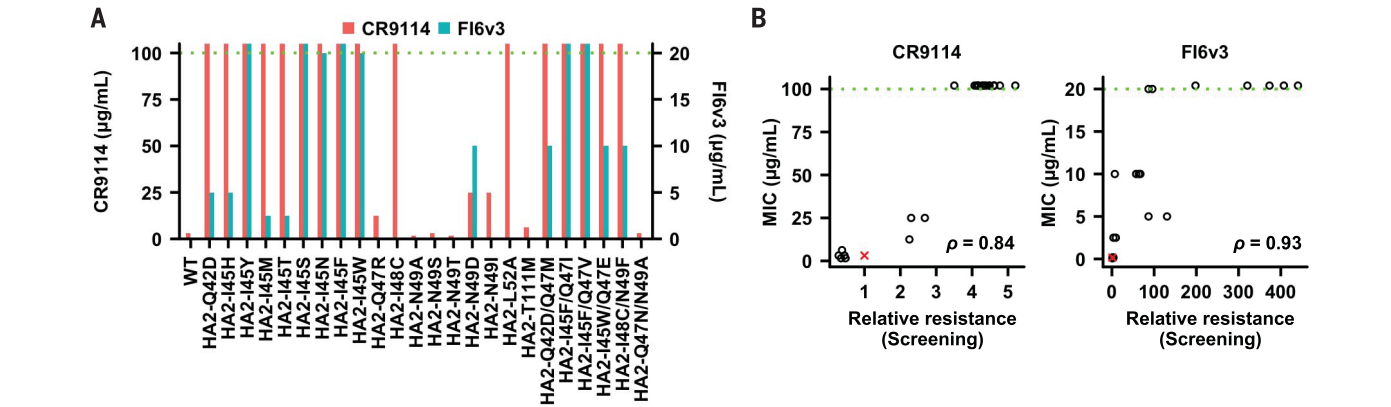 A
CR9114 FI6v3
CR9114 (µg/mL)
100
75
50
25
0
FI6v3 (µg/mL)
20
15
10
5
0
WT
HA2-Q42D
HA2-I45H
HA2-I45Y
HA2-I45M
HA2-I45T
HA2-I45S
HA2-I45N
HA2-I45F
HA2-I45W
HA2-Q47R
HA2-I48C
HA2-N49A
HA2-N49S
HA2-N49T
HA2-N49D
HA2-N49I
HA2-L52A
HA2-T111M
HA2-Q42D/Q47M
HA2-I45F/Q47I
HA2-I45F/Q47V
HA2-I45W/Q47E
HA2-I48C/N49F
HA2-Q47N/N49A
B
CR9114
MIC (µg/mL)
100
75
50
25
0
ρ = 0.84
1 2 3 4 5
Relative resistance
(Screening)
FI6v3
MIC (µg/mL)
20
15
10
5
0
ρ = 0.93
0 100 200 300 400
Relative resistance
(Screening)